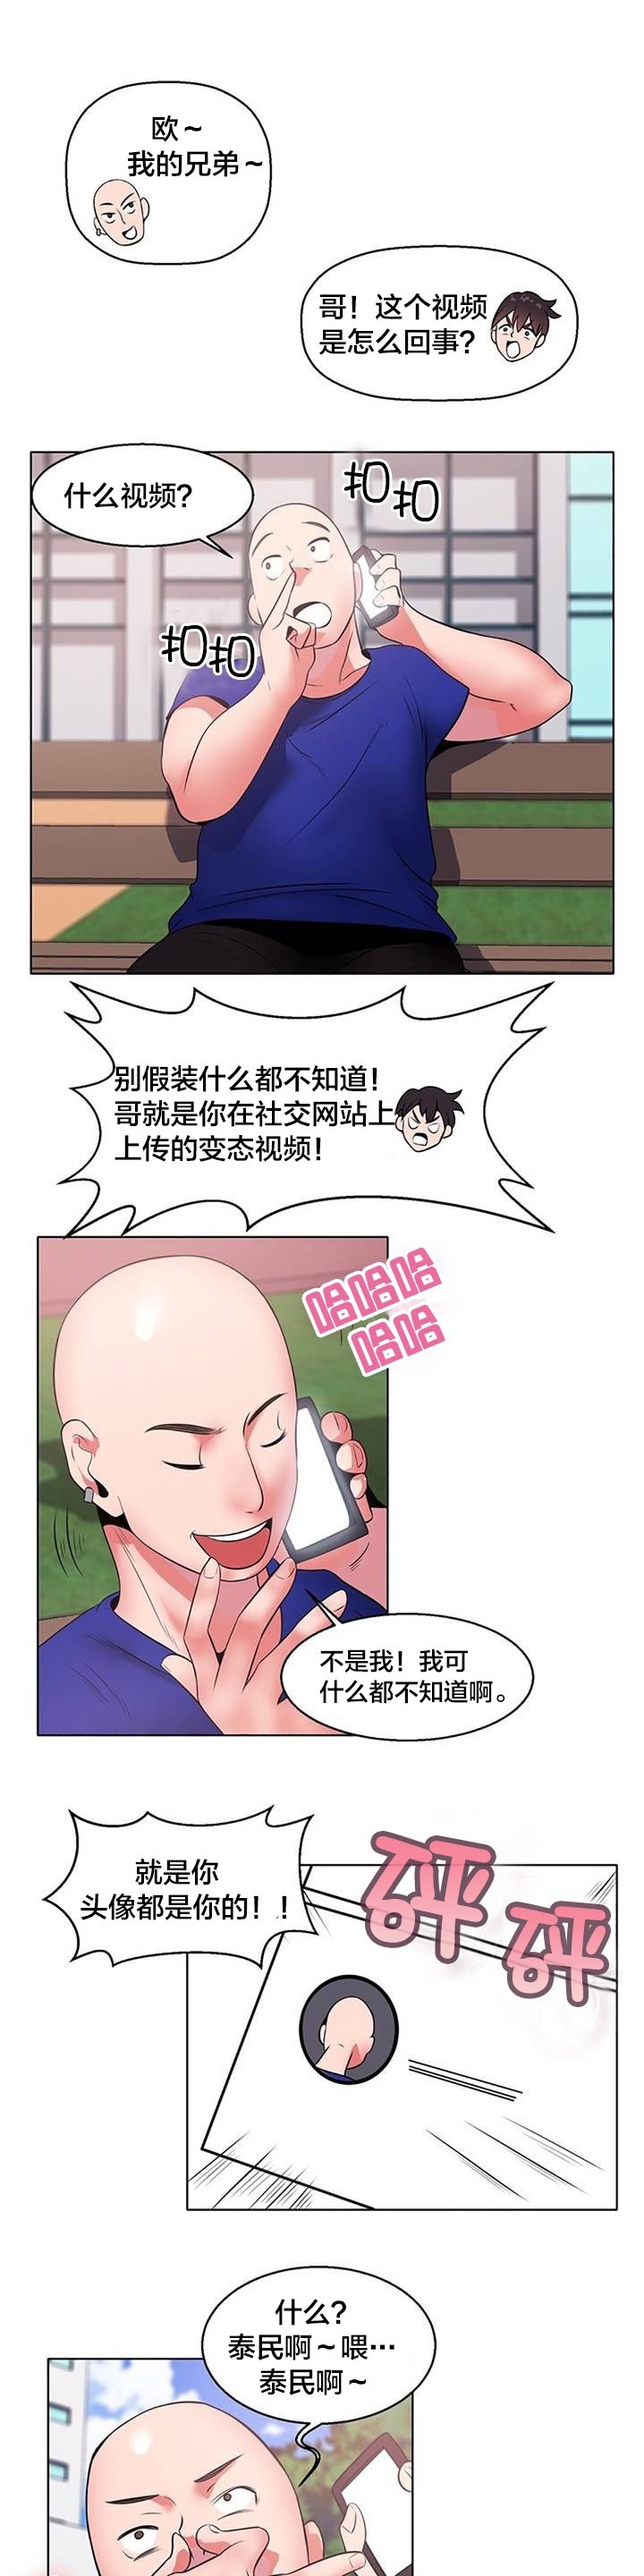 欧～
我的兄弟～
哥！这个视频
是怎么回事？
什么视频？
扣扣
扣扣
别假装什么都不知道！
哥就是你在社交网站上
上传的变态视频！
哈哈哈
哈哈
不是我！我可
什么都不知道啊。
就是你
头像都是你的！！
砰砰
什么？
泰民啊～喂…
泰民啊～